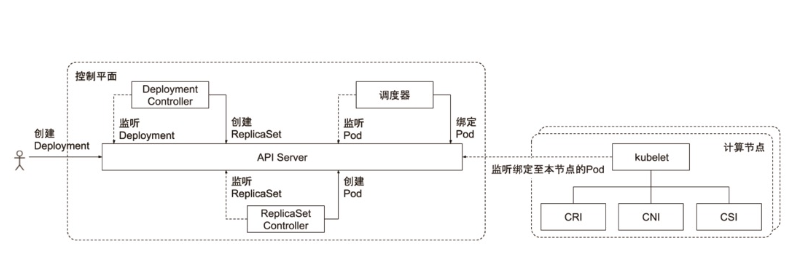 控制平面
Deployment
Controller
调度器
监听
Deployment
创建
ReplicaSet
监听
Pod
绑定
Pod
创建
Deployment
API Server
监听
ReplicaSet
创建
Pod
ReplicaSet
Controller
计算节点
kubelet
监听绑定至本节点的Pod
CRI
CNI
CSI